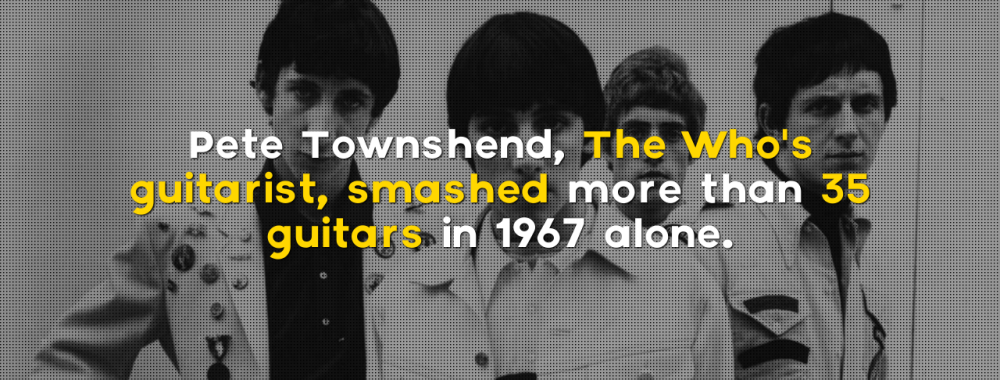 Pete Townshend, The Who's
guitarist, smashed more than 35
guitars in 1967 alone.